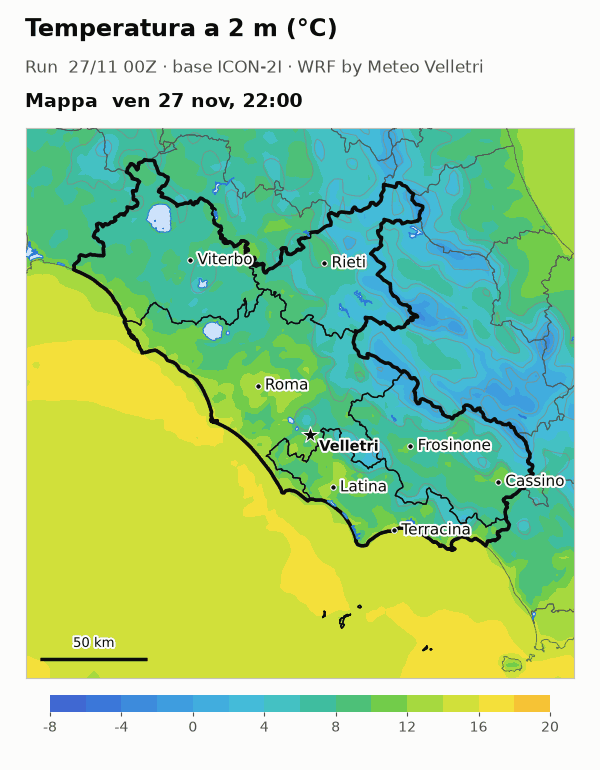 Temperatura a 2 m (°C)
Run 27/11 00Z · base ICON-2I · WRF by Meteo Velletri
Mappa ven 27 nov, 22:00
Viterbo
Rieti
Roma
Velletri
Frosinone
Cassino
Latina
Terracina
50 km
-8 -4 0 4 8 12 16 20